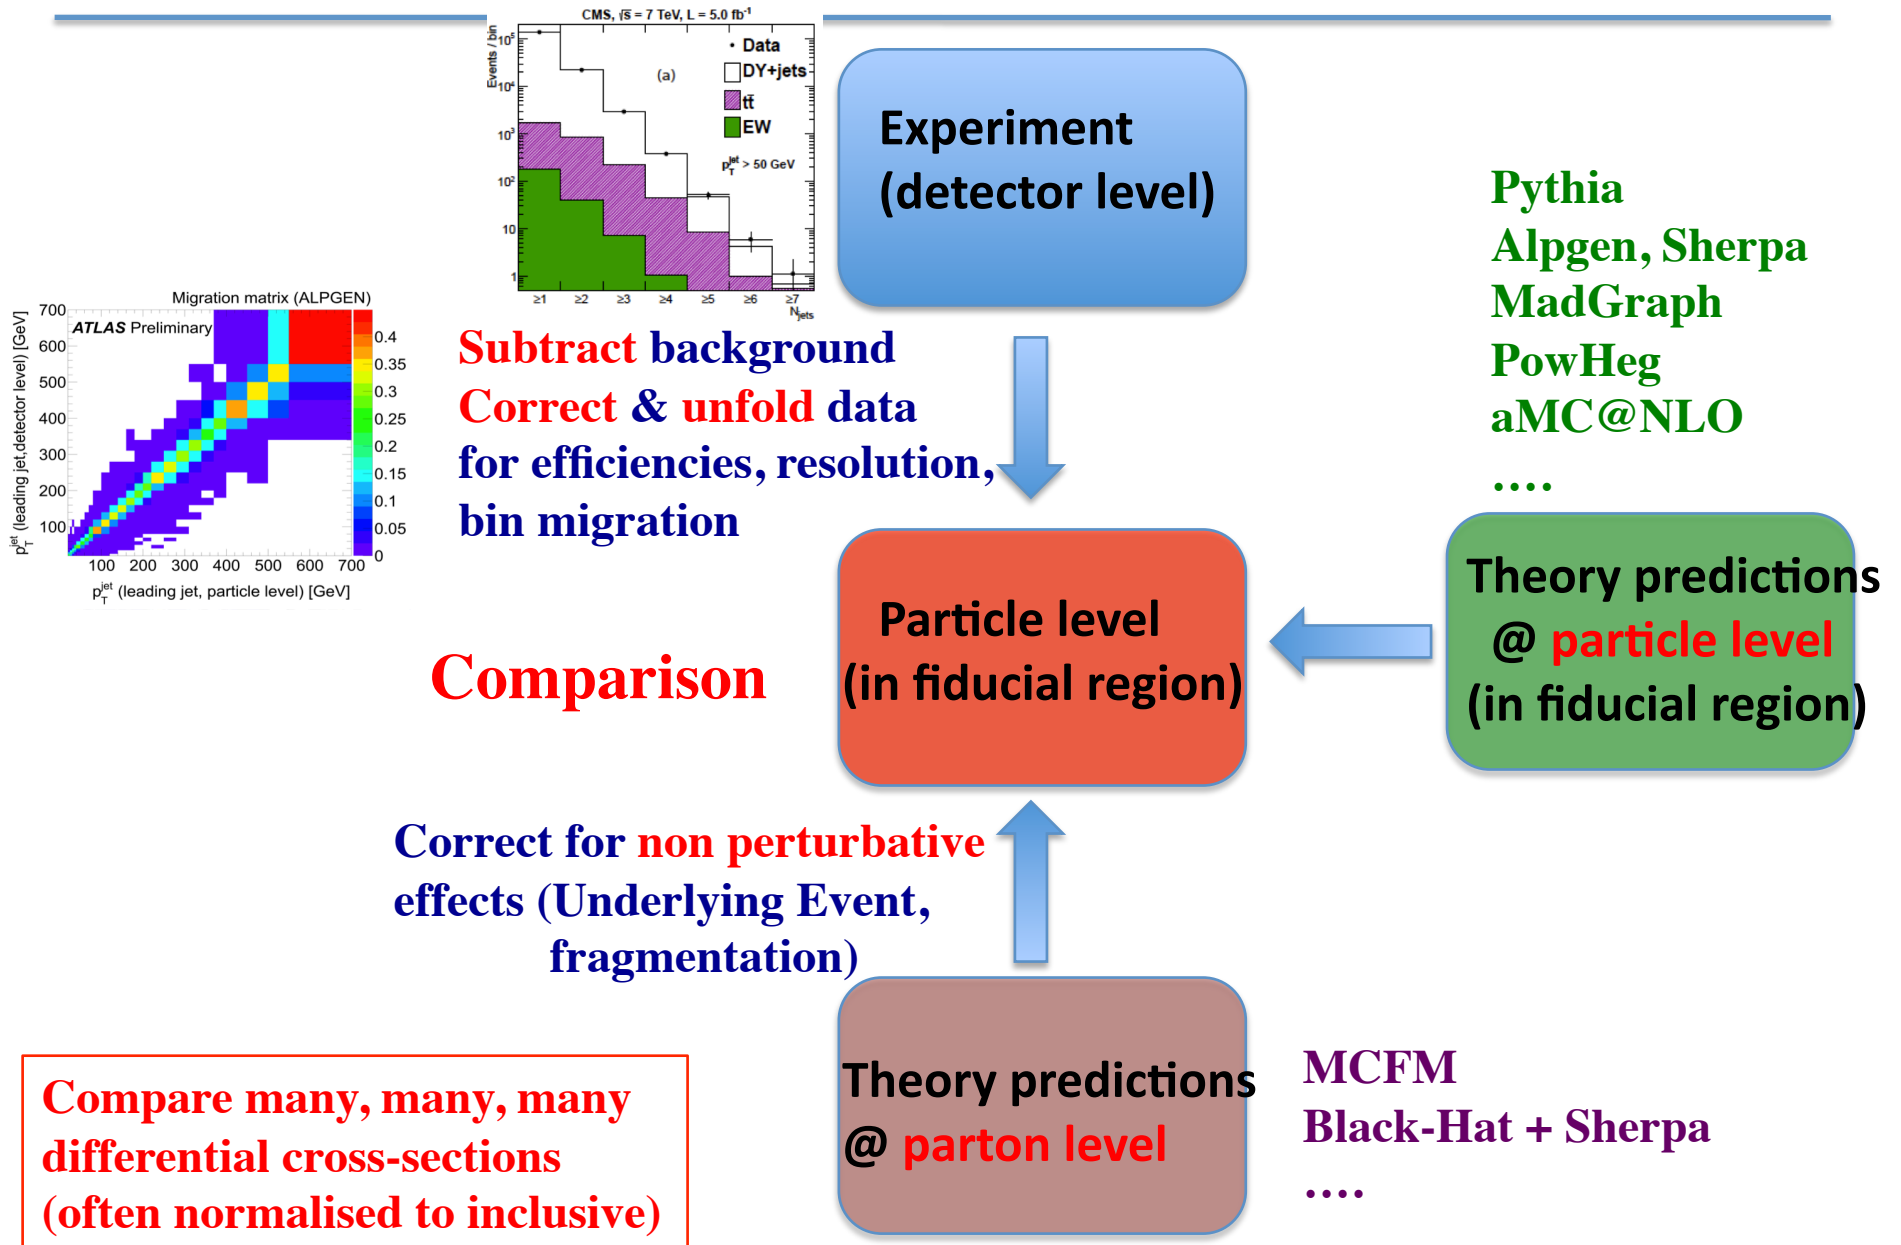 CMS, √s = 7 TeV, L = 5.0 fb⁻¹
Events / bin
10⁵
10⁴
10³
10²
10
1
(a)
Data
DY+jets
tt̄
EW
p_T^jet > 50 GeV
≥1 ≥2 ≥3 ≥4 ≥5 ≥6 ≥7
N_jets
Experiment
(detector level)
Pythia
Alpgen, Sherpa
MadGraph
PowHeg
aMC@NLO
....
Migration matrix (ALPGEN)
ATLAS Preliminary
p_T^jet (leading jet,detector level) [GeV]
700
600
500
400
300
200
100
100 200 300 400 500 600 700
p_T^jet (leading jet, particle level) [GeV]
0.4
0.35
0.3
0.25
0.2
0.15
0.1
0.05
0
Subtract background
Correct & unfold data
for efficiencies, resolution,
bin migration
Particle level
(in fiducial region)
Theory predictions
@ particle level
(in fiducial region)
Comparison
Correct for non perturbative
effects (Underlying Event,
fragmentation)
Theory predictions
@ parton level
MCFM
Black-Hat + Sherpa
....
Compare many, many, many
differential cross-sections
(often normalised to inclusive)